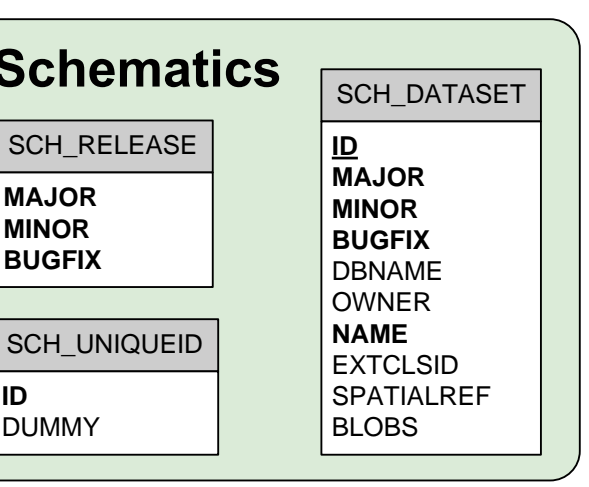 Schematics
SCH_RELEASE
MAJOR
MINOR
BUGFIX
SCH_UNIQUEID
ID
DUMMY
SCH_DATASET
ID
MAJOR
MINOR
BUGFIX
DBNAME
OWNER
NAME
EXTCLSID
SPATIALREF
BLOBS